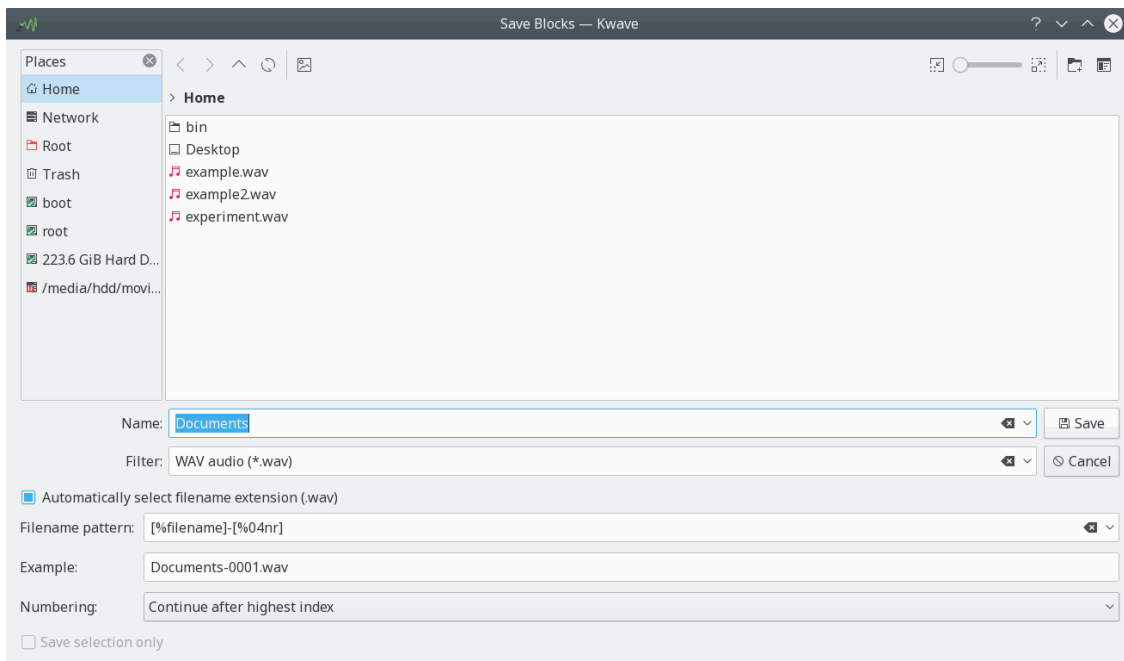 Save Blocks — Kwave
Places
Home
Network
Root
Trash
boot
root
223.6 GiB Hard D...
/media/hdd/movi...
> Home
bin
Desktop
example.wav
example2.wav
experiment.wav
Name: Documents
Save
Filter: WAV audio (*.wav)
Cancel
Automatically select filename extension (.wav)
Filename pattern: [%filename]-[%04nr]
Example: Documents-0001.wav
Numbering: Continue after highest index
Save selection only